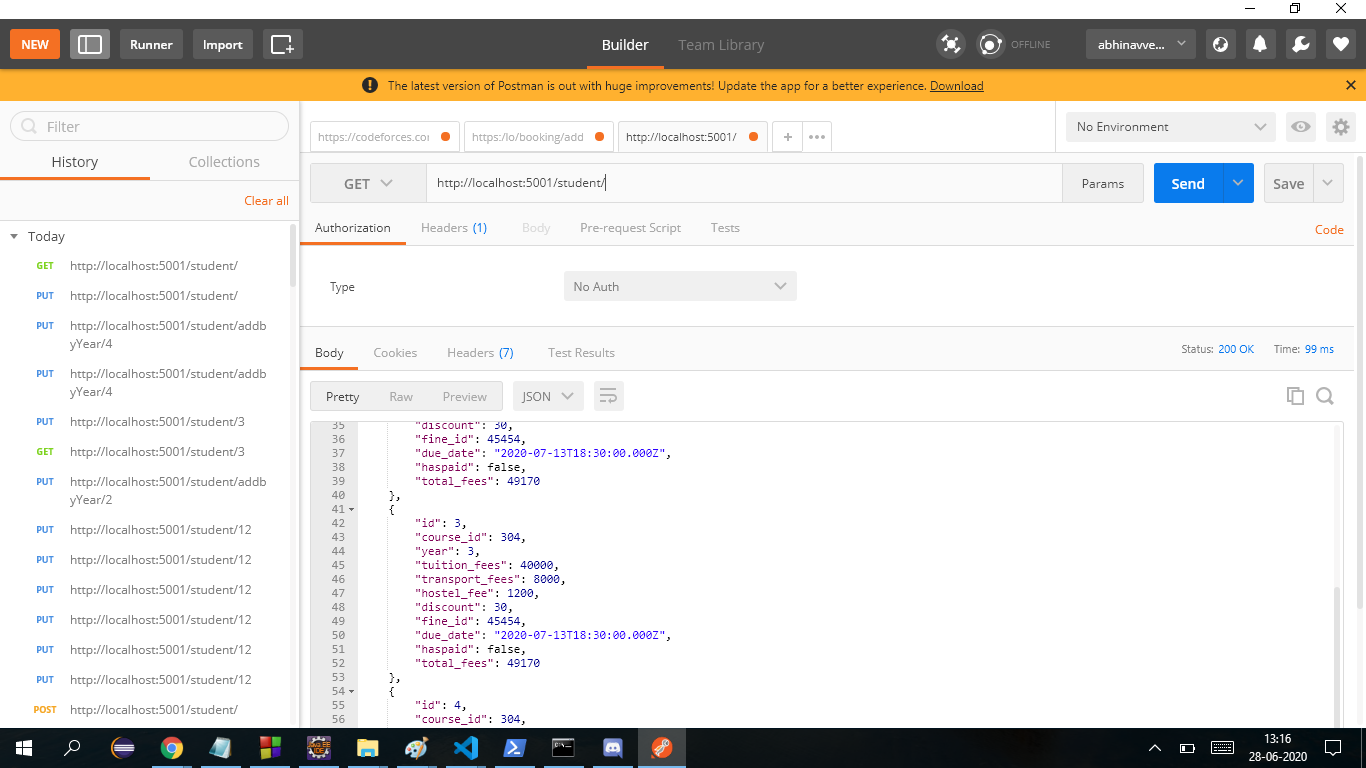 NEW
Runner
Import
Builder
Team Library
OFFLINE
abhinavve...
The latest version of Postman is out with huge improvements! Update the app for a better experience. Download
Filter
History
Collections
Clear all
Today
GET http://localhost:5001/student/
PUT http://localhost:5001/student/
PUT http://localhost:5001/student/addb
yYear/4
PUT http://localhost:5001/student/addb
yYear/4
PUT http://localhost:5001/student/3
GET http://localhost:5001/student/3
PUT http://localhost:5001/student/addb
yYear/2
PUT http://localhost:5001/student/12
PUT http://localhost:5001/student/12
PUT http://localhost:5001/student/12
PUT http://localhost:5001/student/12
PUT http://localhost:5001/student/12
PUT http://localhost:5001/student/12
POST http://localhost:5001/student/
https://codeforces.co
https:/lo/booking/add
http://localhost:5001/
No Environment
GET
http://localhost:5001/student/
Params
Send
Save
Authorization
Headers (1)
Body
Pre-request Script
Tests
Code
Type
No Auth
Body
Cookies
Headers (7)
Test Results
Status: 200 OK
Time: 99 ms
Pretty
Raw
Preview
JSON
35 "discount": 30,
36 "fine_id": 45454,
37 "due_date": "2020-07-13T18:30:00.000Z",
38 "haspaid": false,
39 "total_fees": 49170
40 },
41 {
42 "id": 3,
43 "course_id": 304,
44 "year": 3,
45 "tuition_fees": 40000,
46 "transport_fees": 8000,
47 "hostel_fee": 1200,
48 "discount": 30,
49 "fine_id": 45454,
50 "due_date": "2020-07-13T18:30:00.000Z",
51 "haspaid": false,
52 "total_fees": 49170
53 },
54 {
55 "id": 4,
56 "course_id": 304,
13:16
28-06-2020